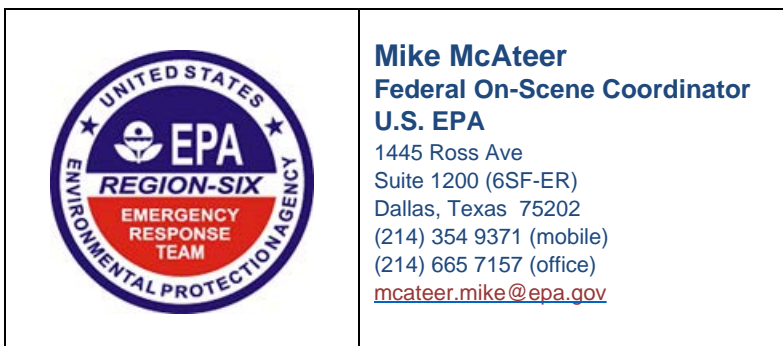 UNITED STATES
EPA
REGION-SIX
EMERGENCY
RESPONSE
TEAM
ENVIRONMENTAL PROTECTION AGENCY
Mike McAteer
Federal On-Scene Coordinator
U.S. EPA
1445 Ross Ave
Suite 1200 (6SF-ER)
Dallas, Texas  75202
(214) 354 9371 (mobile)
(214) 665 7157 (office)
mcateer.mike@epa.gov